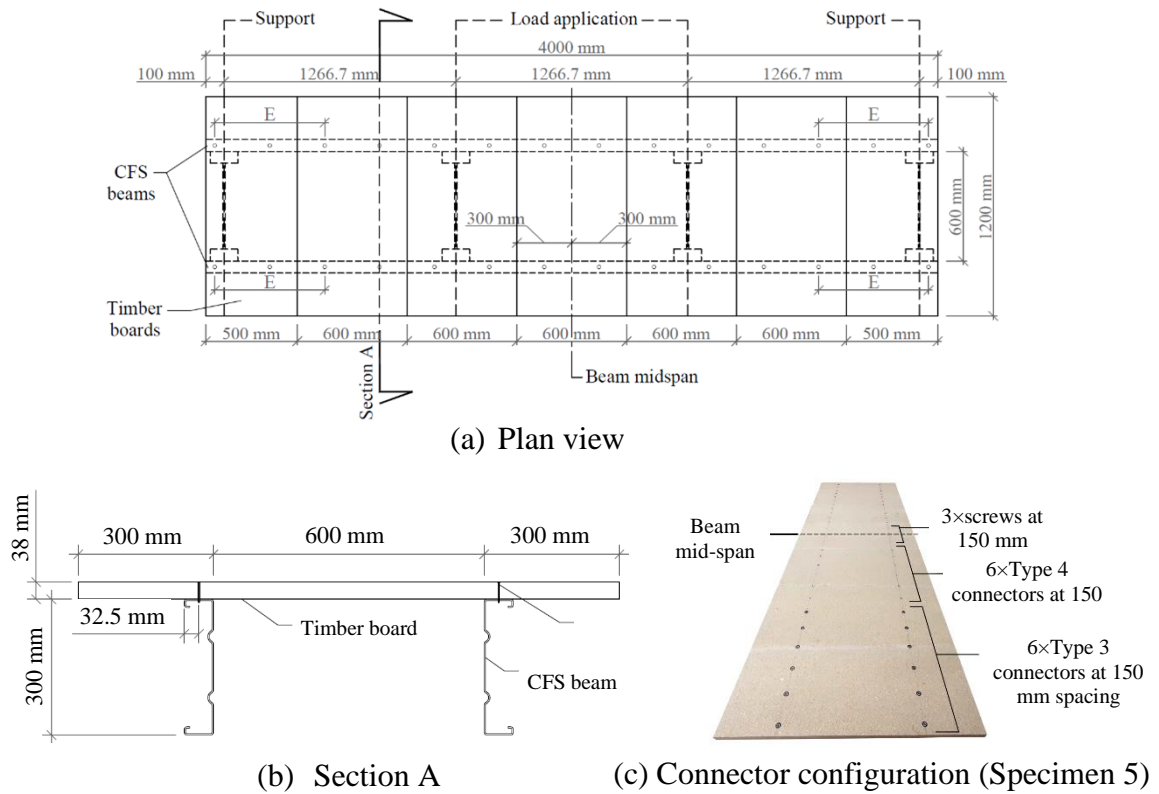 Support
Load application
Support
4000 mm
100 mm
1266.7 mm
1266.7 mm
1266.7 mm
100 mm
E
E
CFS
beams
300 mm
300 mm
600 mm
1200 mm
E
E
Timber
boards
500 mm
600 mm
600 mm
600 mm
600 mm
600 mm
500 mm
Section A
Beam midspan
(a) Plan view
38 mm
300 mm
600 mm
300 mm
32.5 mm
Timber board
300 mm
CFS beam
(b) Section A
Beam
mid-span
3×screws at
150 mm
6×Type 4
connectors at 150
6×Type 3
connectors at 150
mm spacing
(c) Connector configuration (Specimen 5)